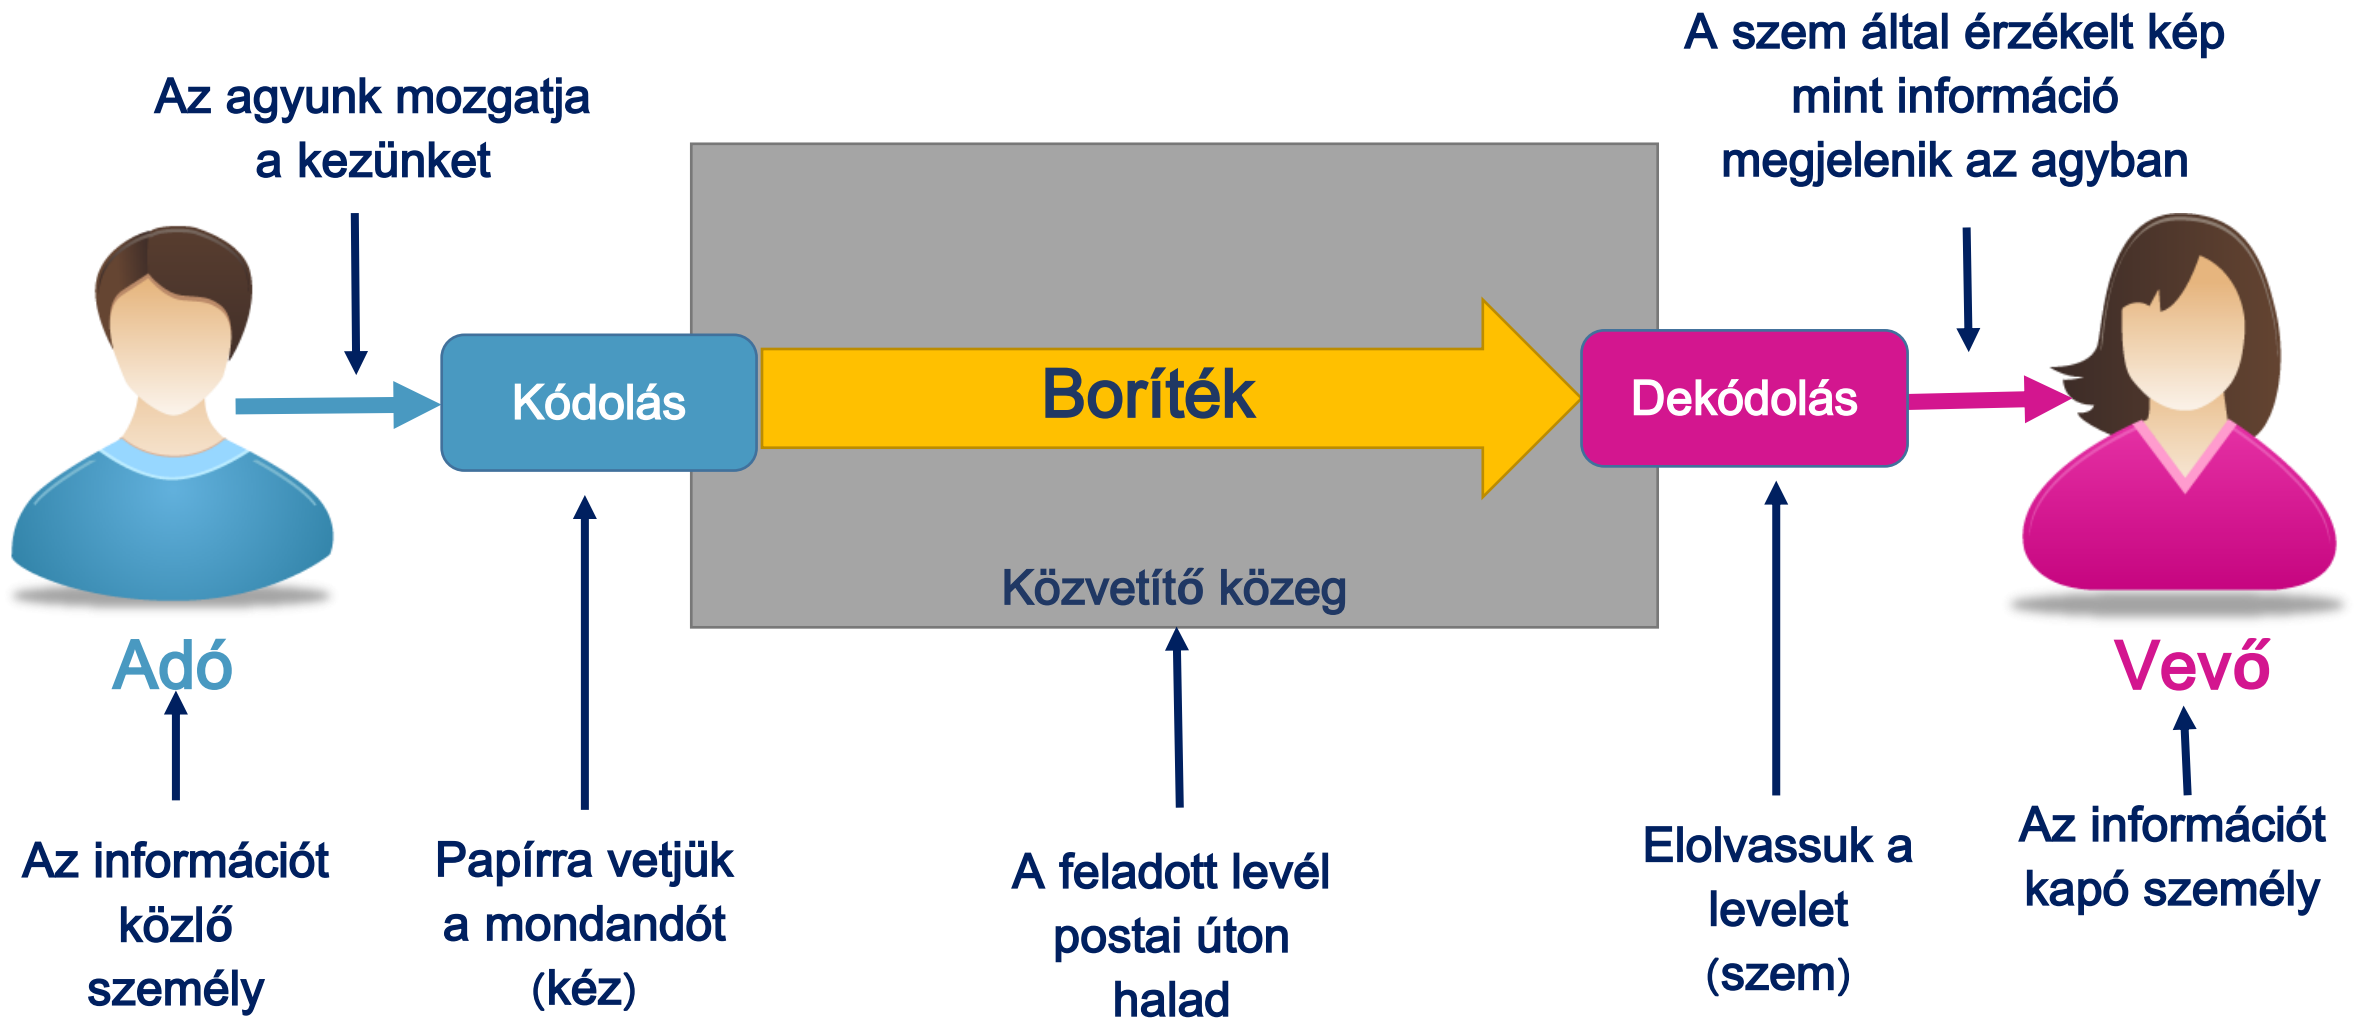 A szem által érzékelt kép
mint információ
megjelenik az agyban
Az agyunk mozgatja
a kezünket
Kódolás
Boríték
Dekódolás
Közvetítő közeg
Adó
Vevő
Az információt
közlő
személy
Papírra vetjük
a mondandót
(kéz)
A feladott levél
postai úton
halad
Elolvassuk a
levelet
(szem)
Az információt
kapó személy